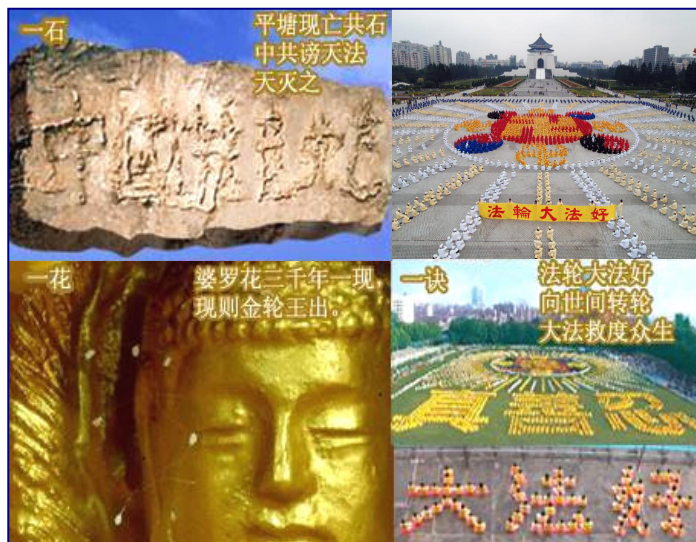 一石
平塘现亡共石
中共谤天法
天灭之
法輪大法好
一花
婆罗花三千年一现，
现则金轮王出。
一诀
法轮大法好
向世间转轮
大法救度众生
真善忍
大法好